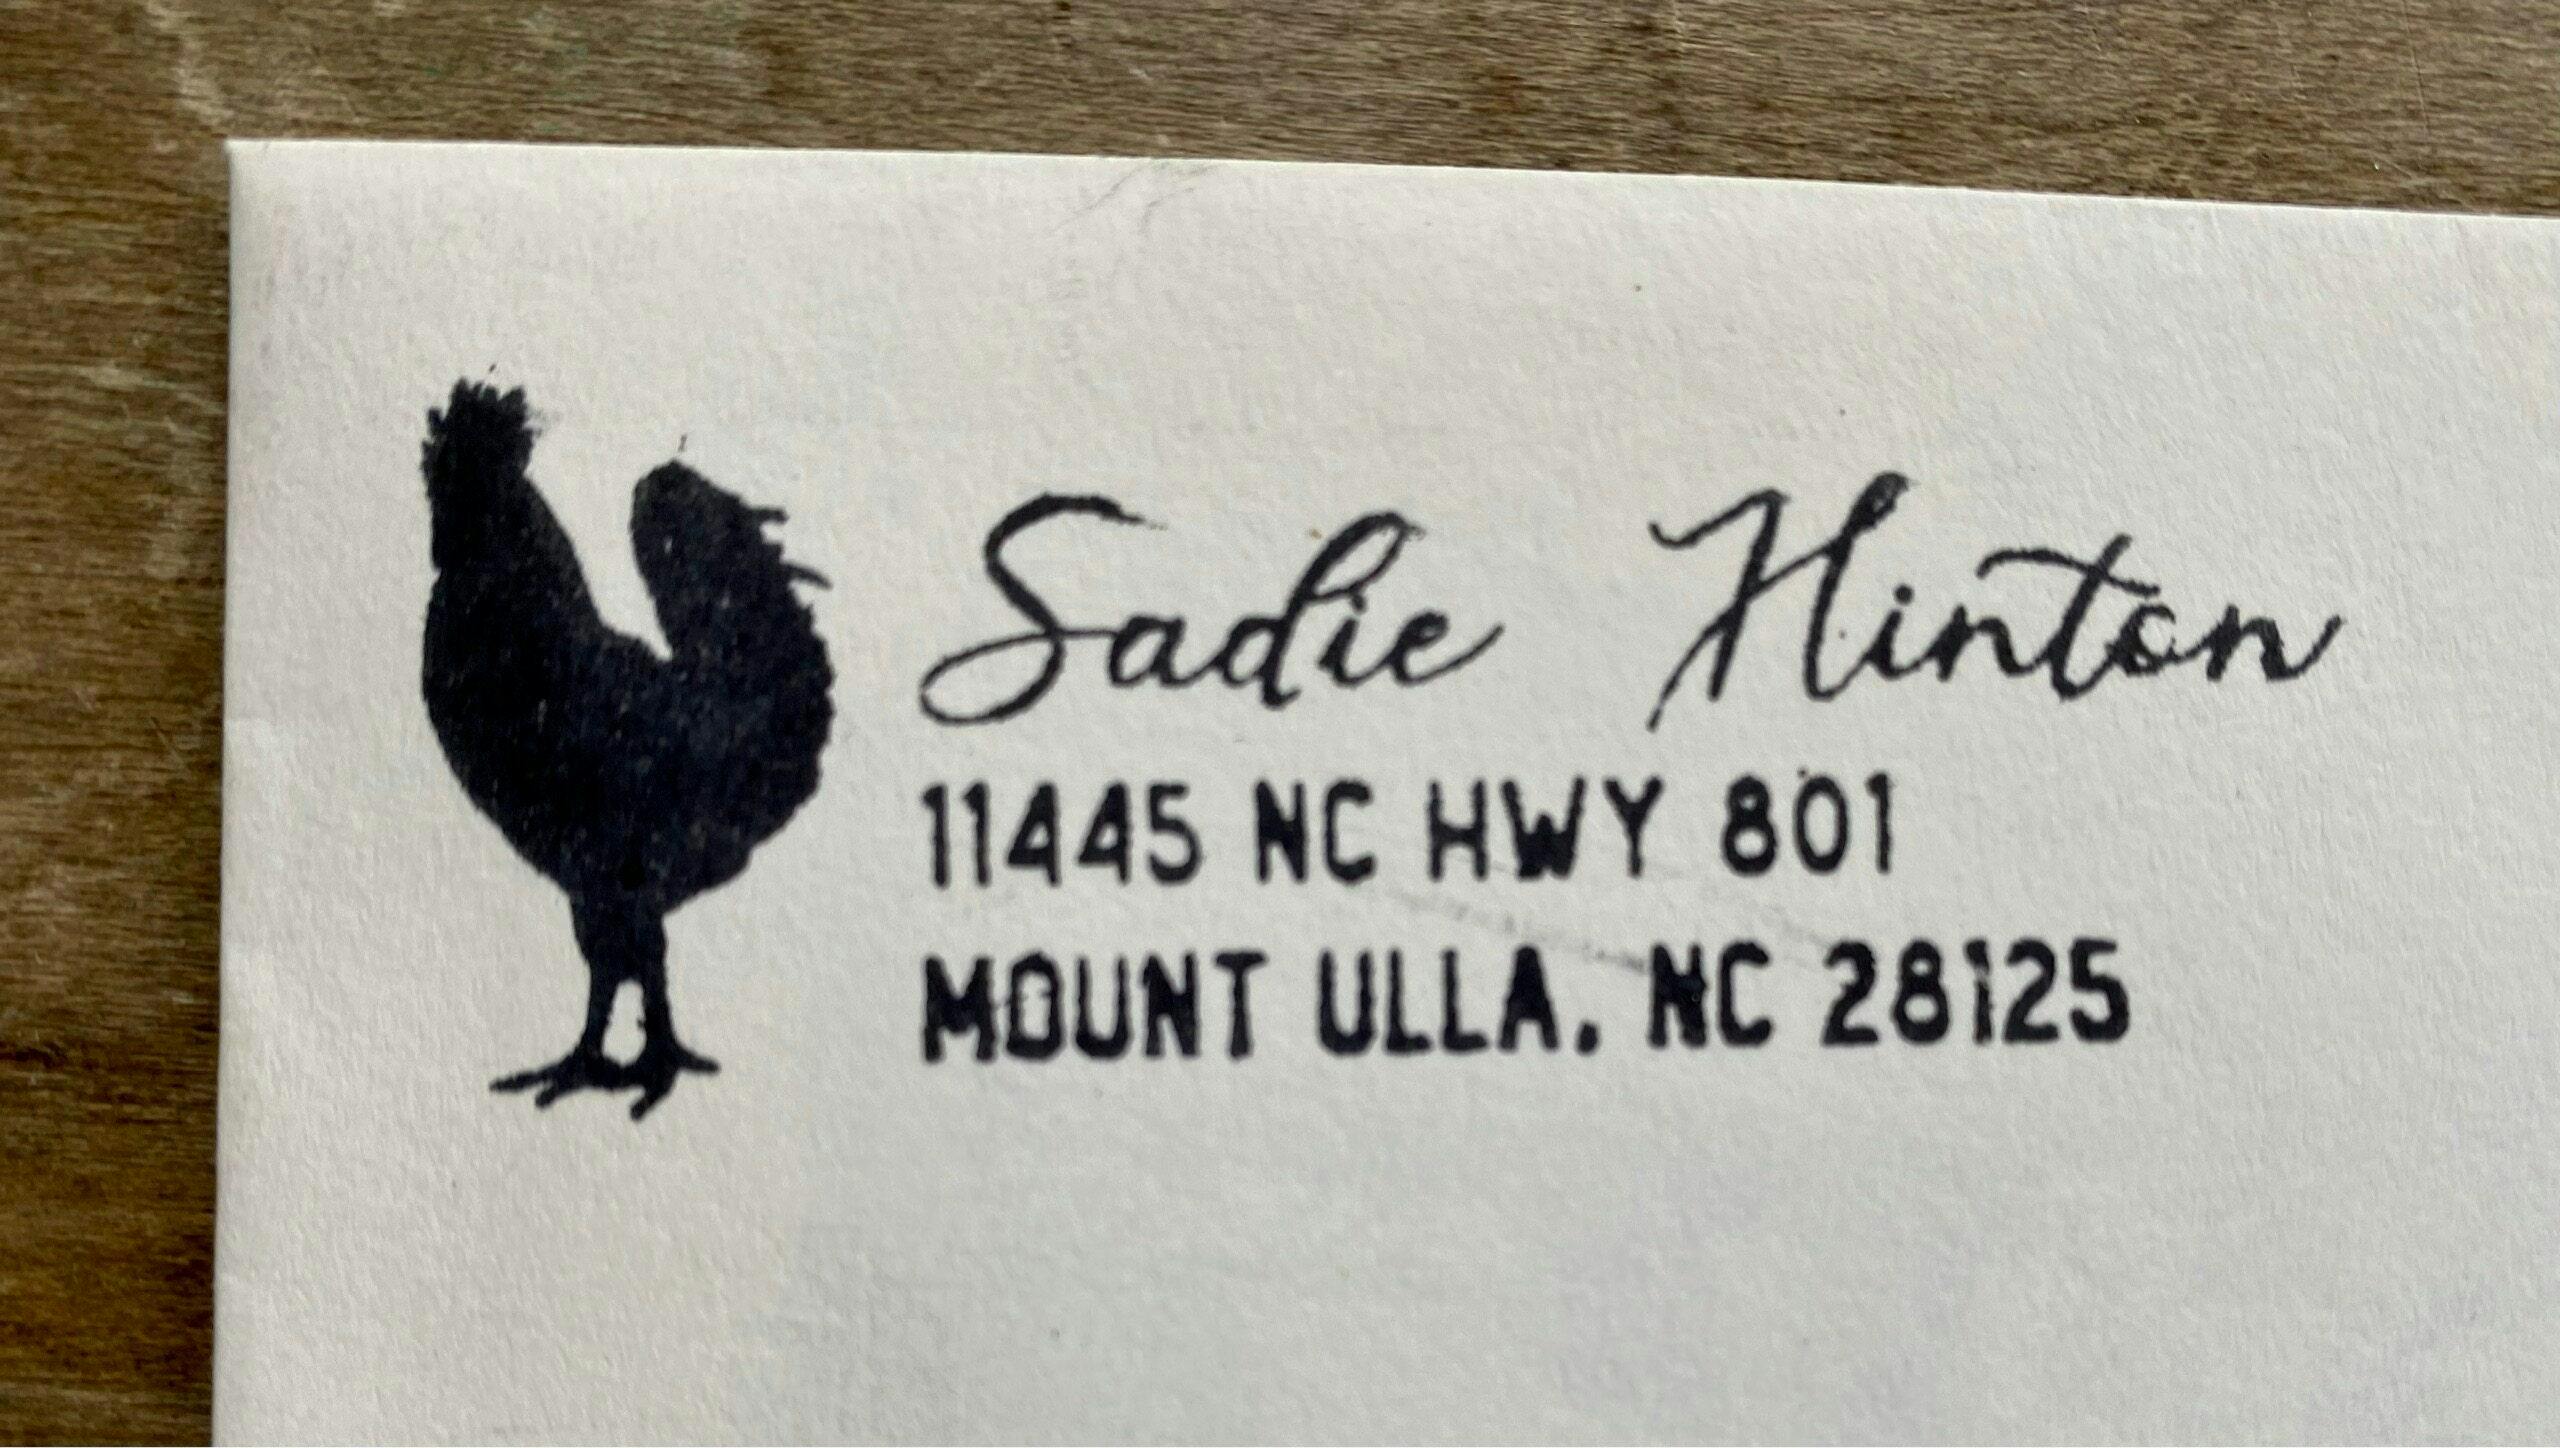 Sadie Hinton
11445 NC HWY 801
MOUNT ULLA, NC 28125